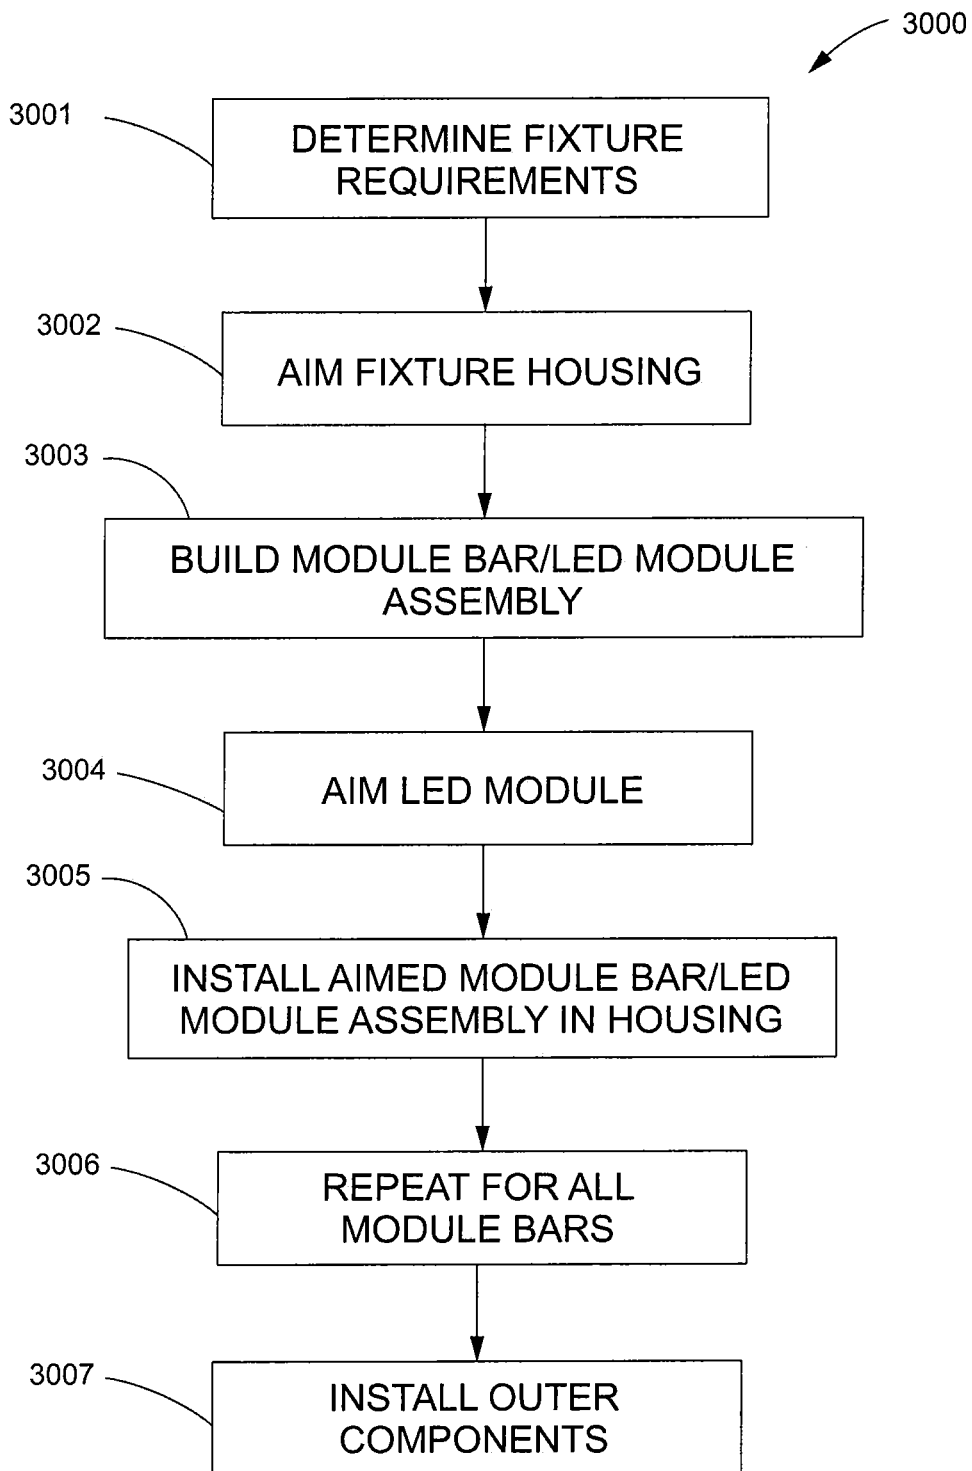 3000
3001
DETERMINE FIXTURE
REQUIREMENTS
3002
AIM FIXTURE HOUSING
3003
BUILD MODULE BAR/LED MODULE
ASSEMBLY
3004
AIM LED MODULE
3005
INSTALL AIMED MODULE BAR/LED
MODULE ASSEMBLY IN HOUSING
3006
REPEAT FOR ALL
MODULE BARS
3007
INSTALL OUTER
COMPONENTS